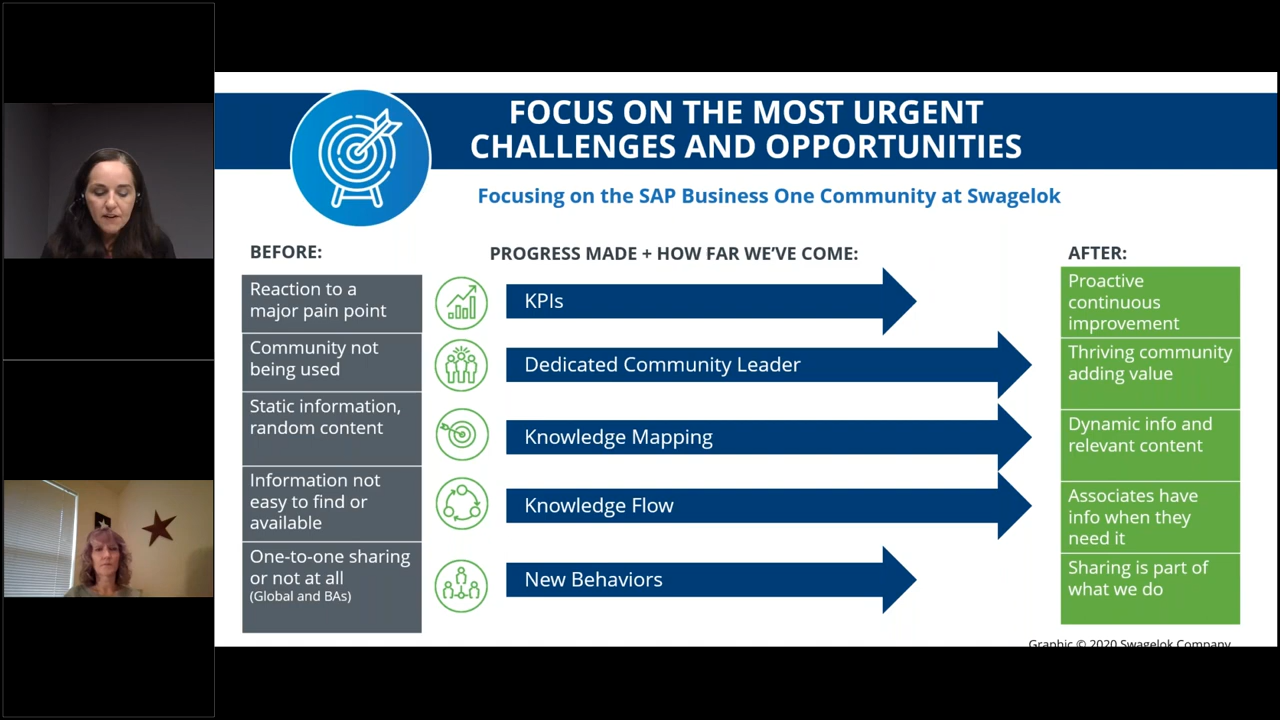 FOCUS ON THE MOST URGENT
CHALLENGES AND OPPORTUNITIES
Focusing on the SAP Business One Community at Swagelok
BEFORE:
PROGRESS MADE + HOW FAR WE'VE COME:
AFTER:
Reaction to a
major pain point
KPIs
Proactive
continuous
improvement
Community not
being used
Dedicated Community Leader
Thriving community
adding value
Static information,
random content
Knowledge Mapping
Dynamic info and
relevant content
Information not
easy to find or
available
Knowledge Flow
Associates have
info when they
need it
One-to-one sharing
or not at all
(Global and BAs)
New Behaviors
Sharing is part of
what we do
Graphic © 2020 Swagelok Company